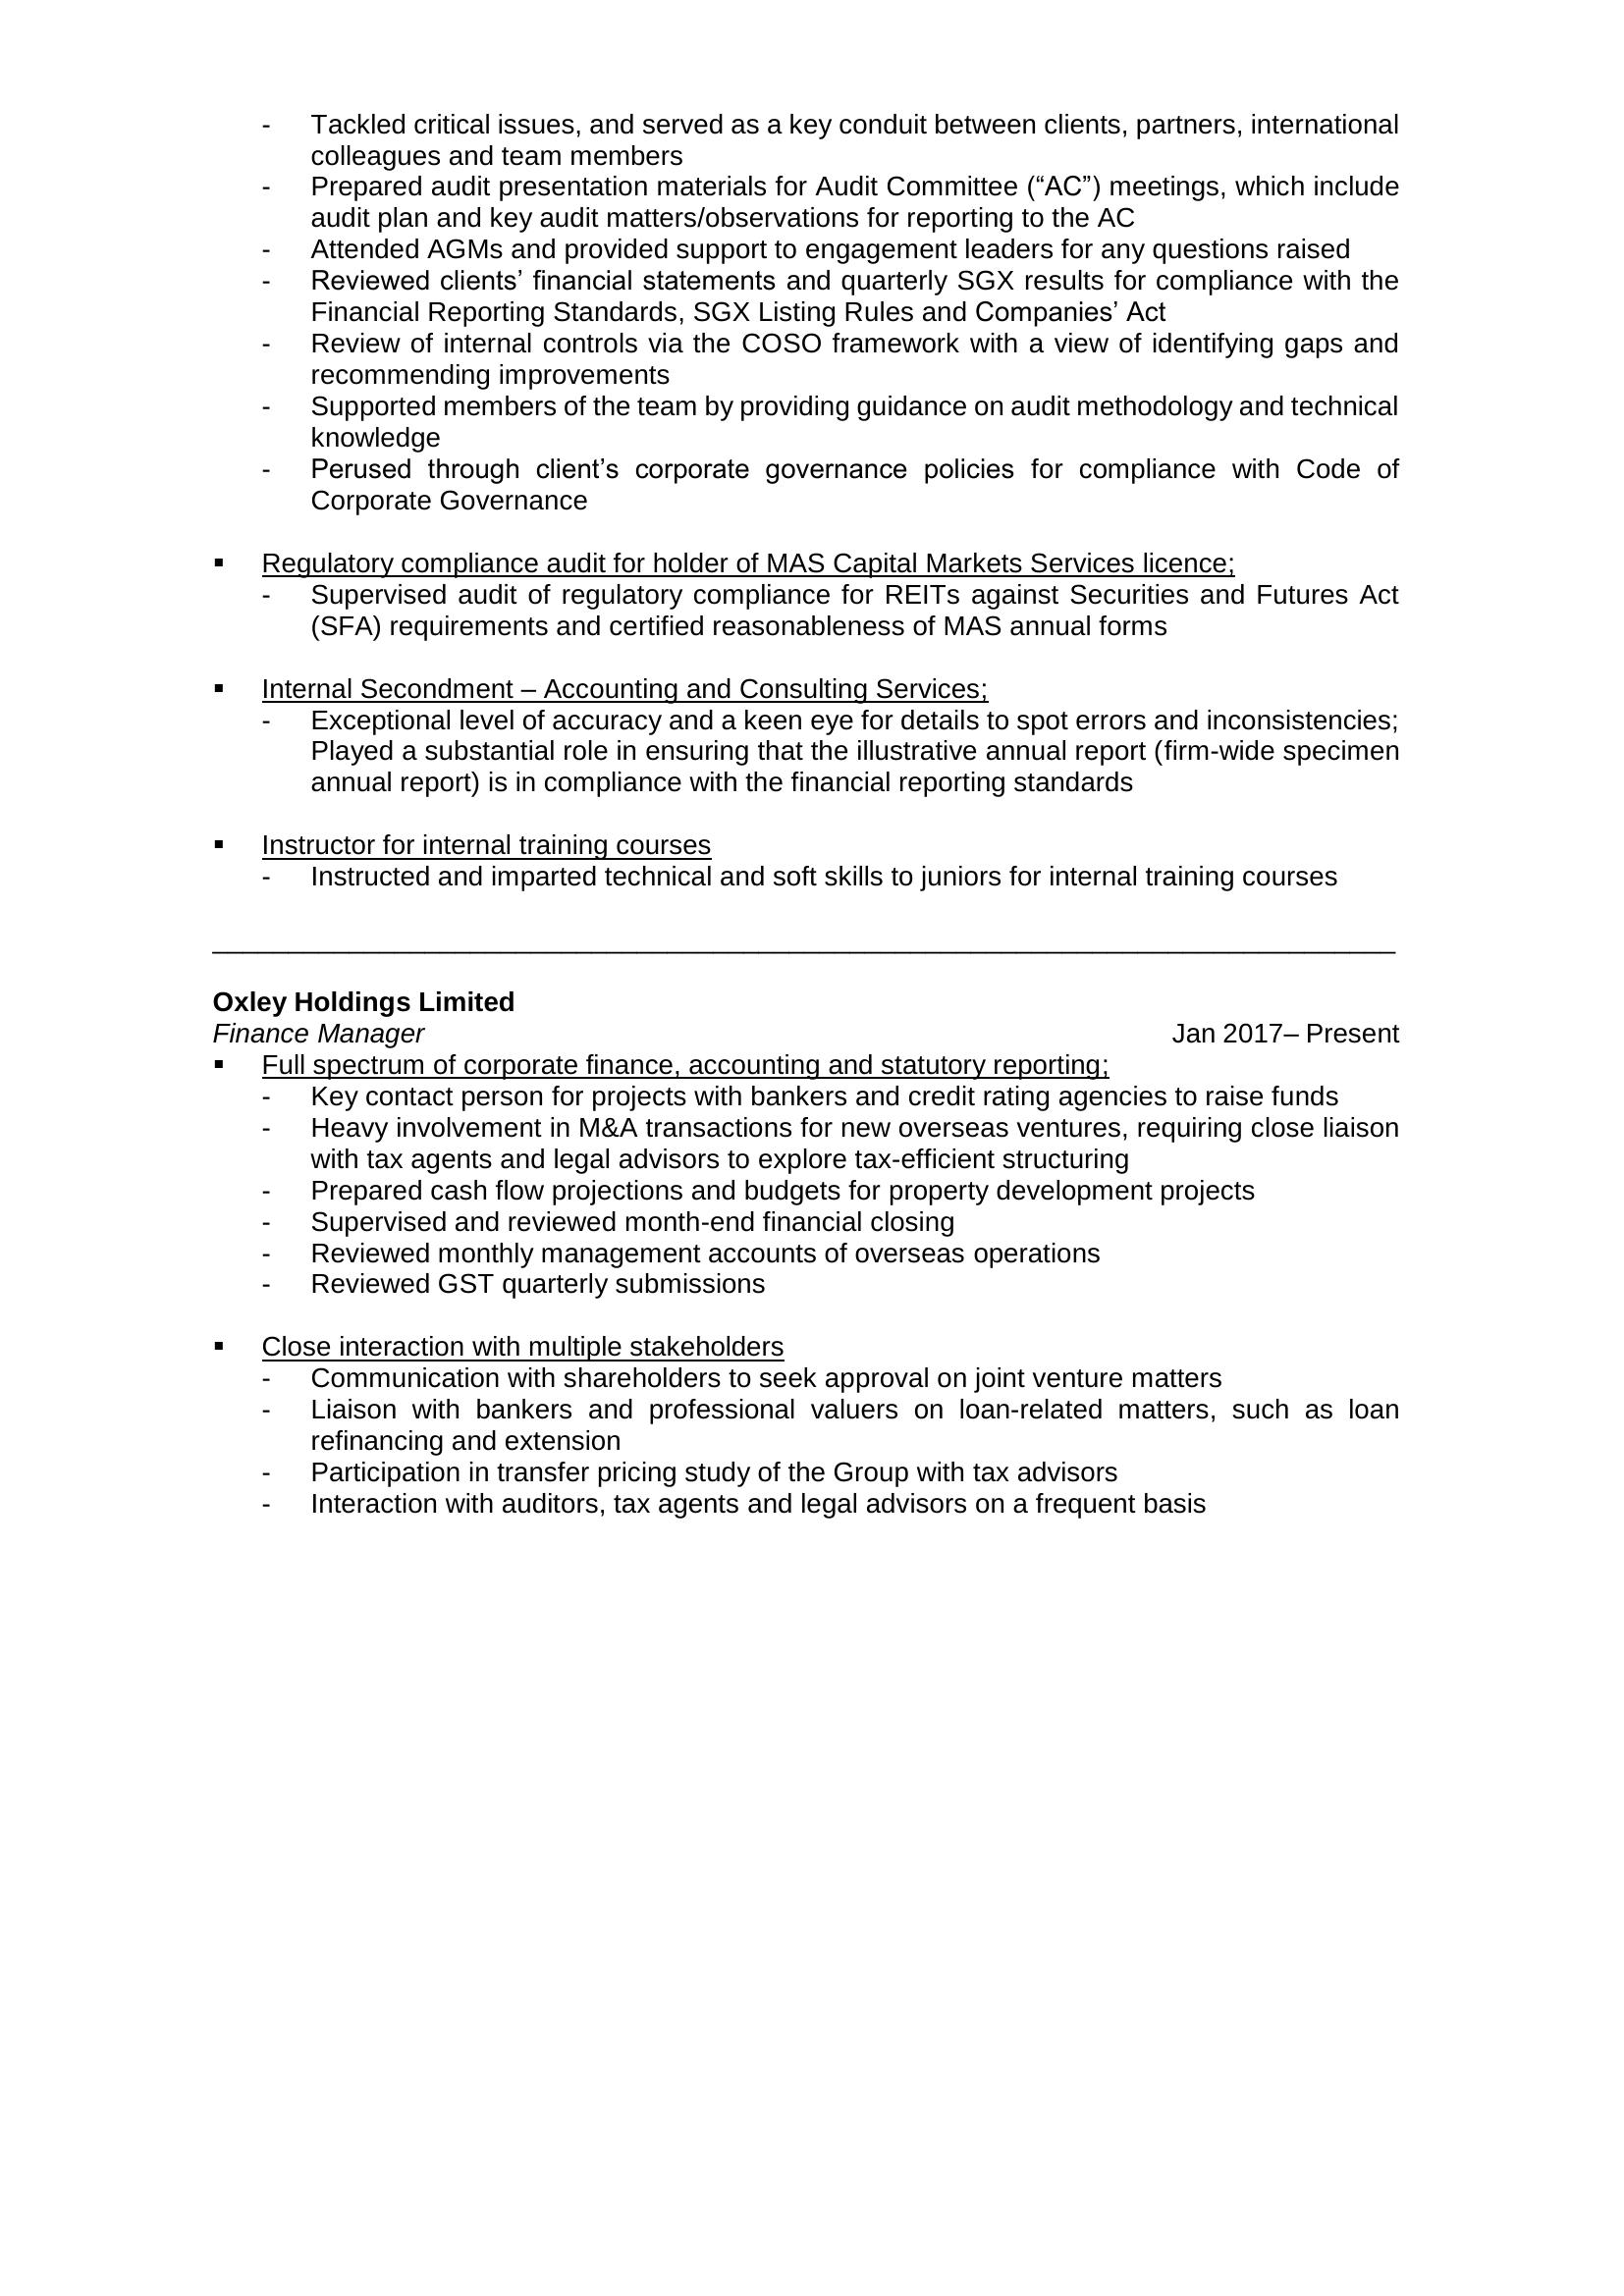 - Tackled critical issues, and served as a key conduit between clients, partners, international
colleagues and team members
- Prepared audit presentation materials for Audit Committee (“AC”) meetings, which include
audit plan and key audit matters/observations for reporting to the AC
- Attended AGMs and provided support to engagement leaders for any questions raised
- Reviewed clients’ financial statements and quarterly SGX results for compliance with the
Financial Reporting Standards, SGX Listing Rules and Companies’ Act
- Review of internal controls via the COSO framework with a view of identifying gaps and
recommending improvements
- Supported members of the team by providing guidance on audit methodology and technical
knowledge
- Perused through client’s corporate governance policies for compliance with Code of
Corporate Governance
▪ Regulatory compliance audit for holder of MAS Capital Markets Services licence;
- Supervised audit of regulatory compliance for REITs against Securities and Futures Act
(SFA) requirements and certified reasonableness of MAS annual forms
▪ Internal Secondment – Accounting and Consulting Services;
- Exceptional level of accuracy and a keen eye for details to spot errors and inconsistencies;
Played a substantial role in ensuring that the illustrative annual report (firm-wide specimen
annual report) is in compliance with the financial reporting standards
▪ Instructor for internal training courses
- Instructed and imparted technical and soft skills to juniors for internal training courses
Oxley Holdings Limited
Finance Manager Jan 2017– Present
▪ Full spectrum of corporate finance, accounting and statutory reporting;
- Key contact person for projects with bankers and credit rating agencies to raise funds
- Heavy involvement in M&A transactions for new overseas ventures, requiring close liaison
with tax agents and legal advisors to explore tax-efficient structuring
- Prepared cash flow projections and budgets for property development projects
- Supervised and reviewed month-end financial closing
- Reviewed monthly management accounts of overseas operations
- Reviewed GST quarterly submissions
▪ Close interaction with multiple stakeholders
- Communication with shareholders to seek approval on joint venture matters
- Liaison with bankers and professional valuers on loan-related matters, such as loan
refinancing and extension
- Participation in transfer pricing study of the Group with tax advisors
- Interaction with auditors, tax agents and legal advisors on a frequent basis